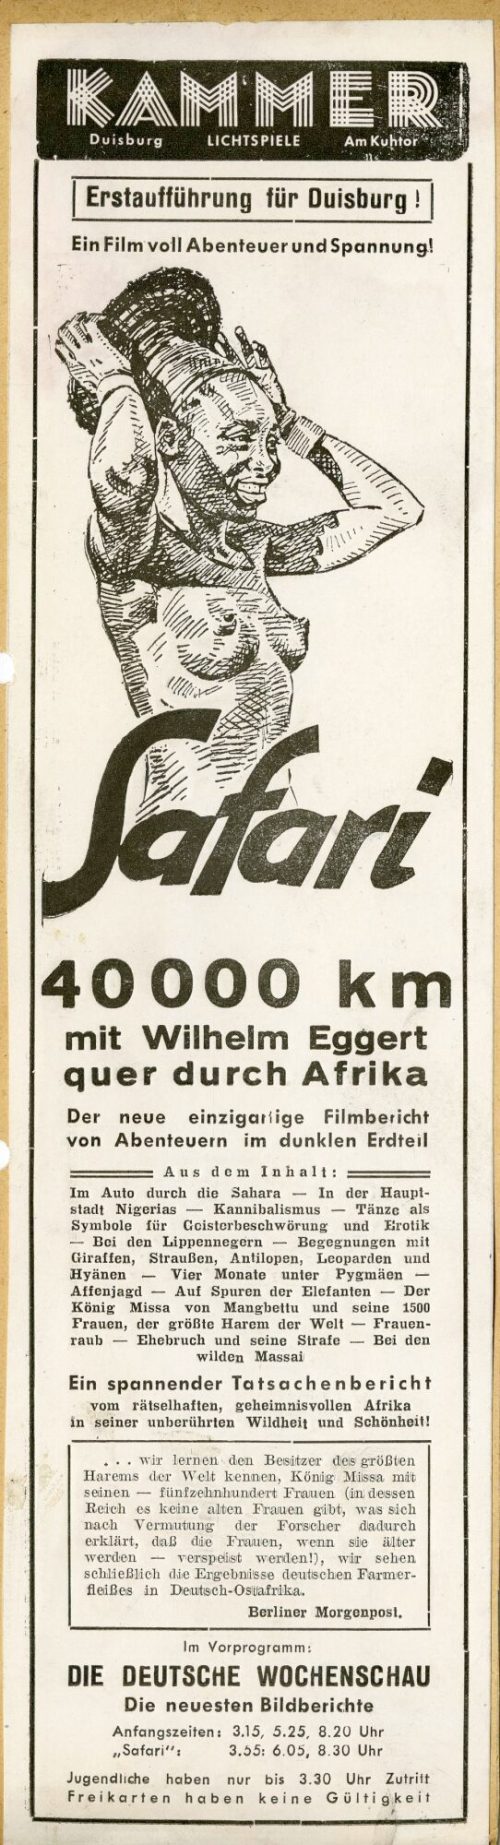 KAMMER
Duisburg LICHTSPIELE Am Kuhtor
Erstaufführung für Duisburg!
Ein Film voll Abenteuer und Spannung!
Safari
40000 km
mit Wilhelm Eggert
quer durch Afrika
Der neue einzigartige Filmbericht
von Abenteuern im dunklen Erdteil
Aus dem Inhalt:
Im Auto durch die Sahara — In der Haupt-
stadt Nigerias — Kannibalismus — Tänze als
Symbole für Geisterbeschwörung und Erotik
— Bei den Lippennegern — Begegnungen mit
Giraffen, Straußen, Antilopen, Leoparden und
Hyänen — Vier Monate unter Pygmäen —
Affenjagd — Auf Spuren der Elefanten — Der
König Missa von Mangbettu und seine 1500
Frauen, der größte Harem der Welt — Frauen-
raub — Ehebruch und seine Strafe — Bei den
wilden Massai
Ein spannender Tatsachenbericht
vom rätselhaften, geheimnisvollen Afrika
in seiner unberührten Wildheit und Schönheit!
. . . wir lernen den Besitzer des größten
Harems der Welt kennen, König Missa mit
seinen — fünfzehnhundert Frauen (in dessen
Reich es keine alten Frauen gibt, was sich
nach Vermutung der Forscher dadurch
erklärt, daß die Frauen, wenn sie älter
werden — verspeist werden!), wir sehen
schließlich die Ergebnisse deutschen Farmer-
fleißes in Deutsch-Ostafrika.
Berliner Morgenpost.
Im Vorprogramm:
DIE DEUTSCHE WOCHENSCHAU
Die neuesten Bildberichte
Anfangszeiten: 3.15, 5.25, 8.20 Uhr
„Safari": 3.55: 6.05, 8.30 Uhr
Jugendliche haben nur bis 3.30 Uhr Zutritt
Freikarten haben keine Gültigkeit